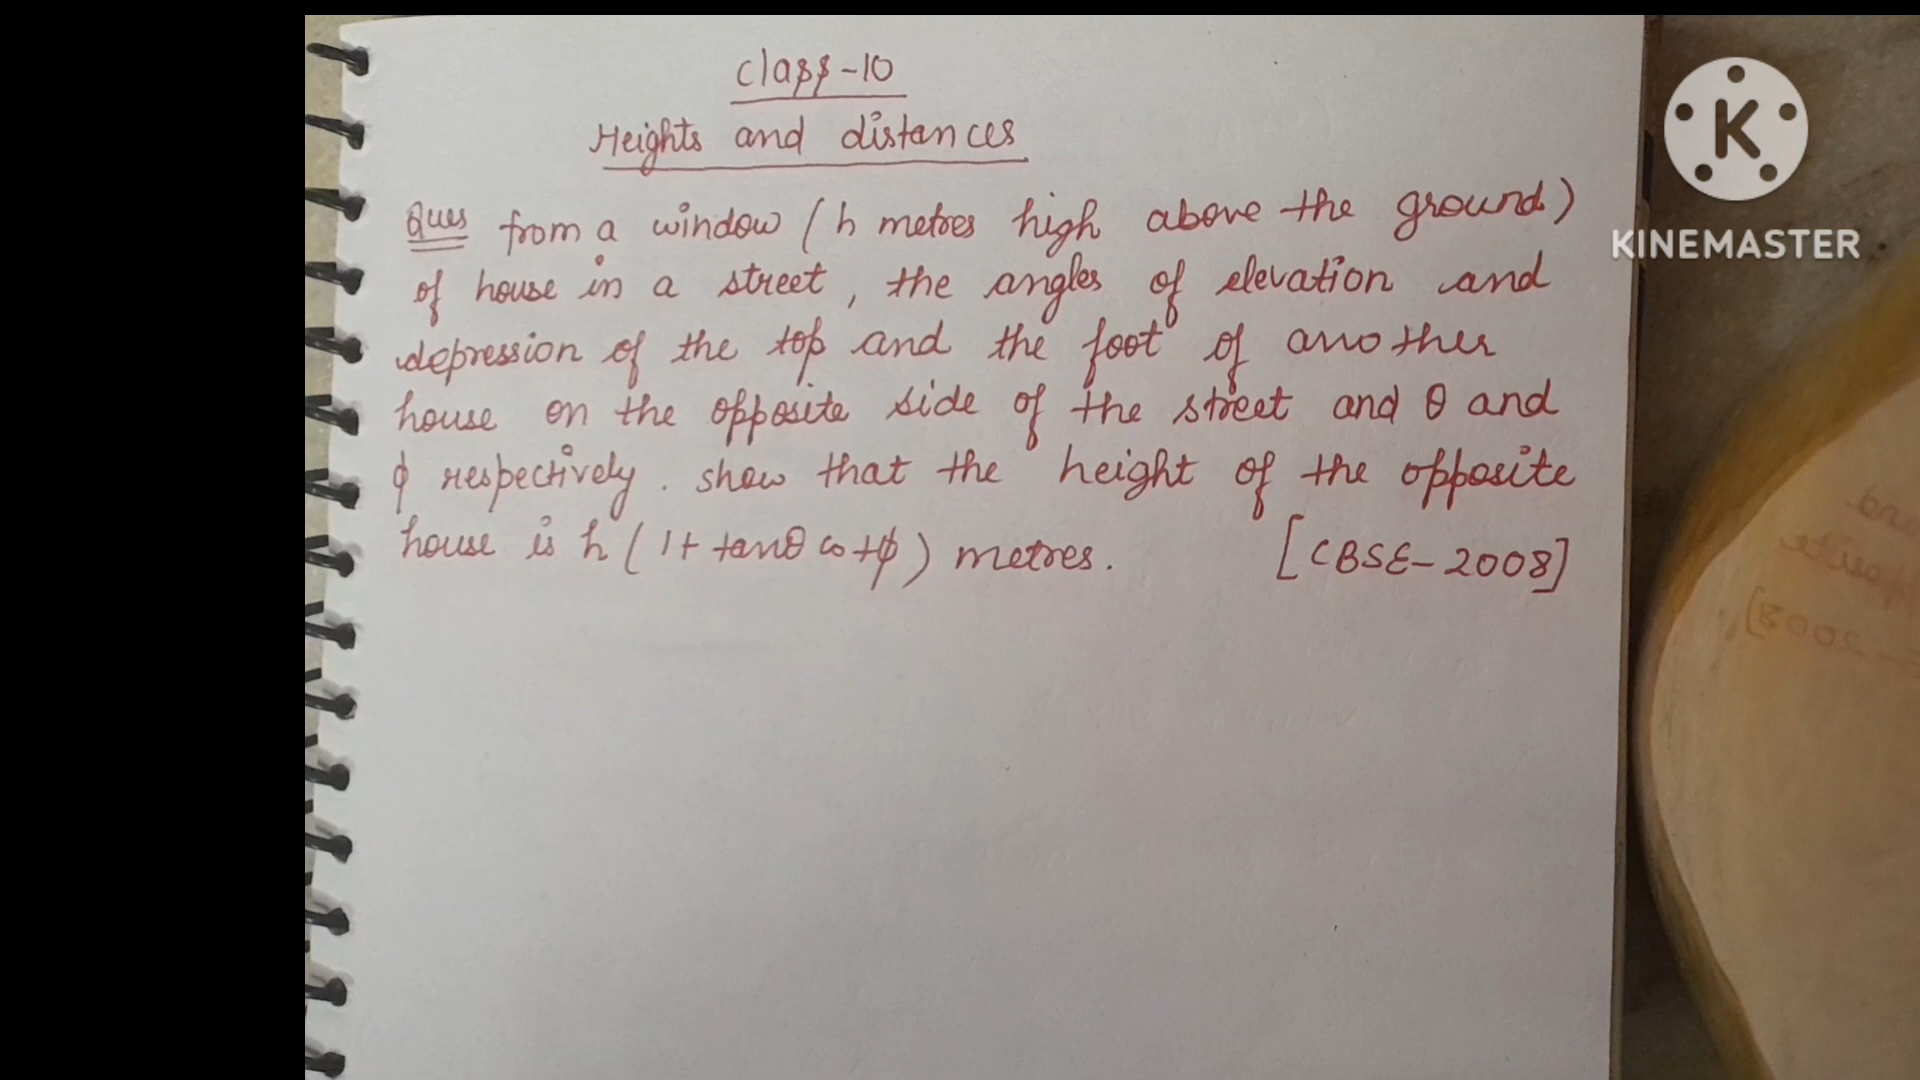 Class-10
Heights and distances
Ques from a window (h metres high above the ground)
of house in a street, the angles of elevation and
depression of the top and the foot of another
house on the opposite side of the street and θ and
φ respectively. show that the height of the opposite
house is h (1+ tanθ cotφ) metres. [CBSE-2008]
K
KINEMASTER